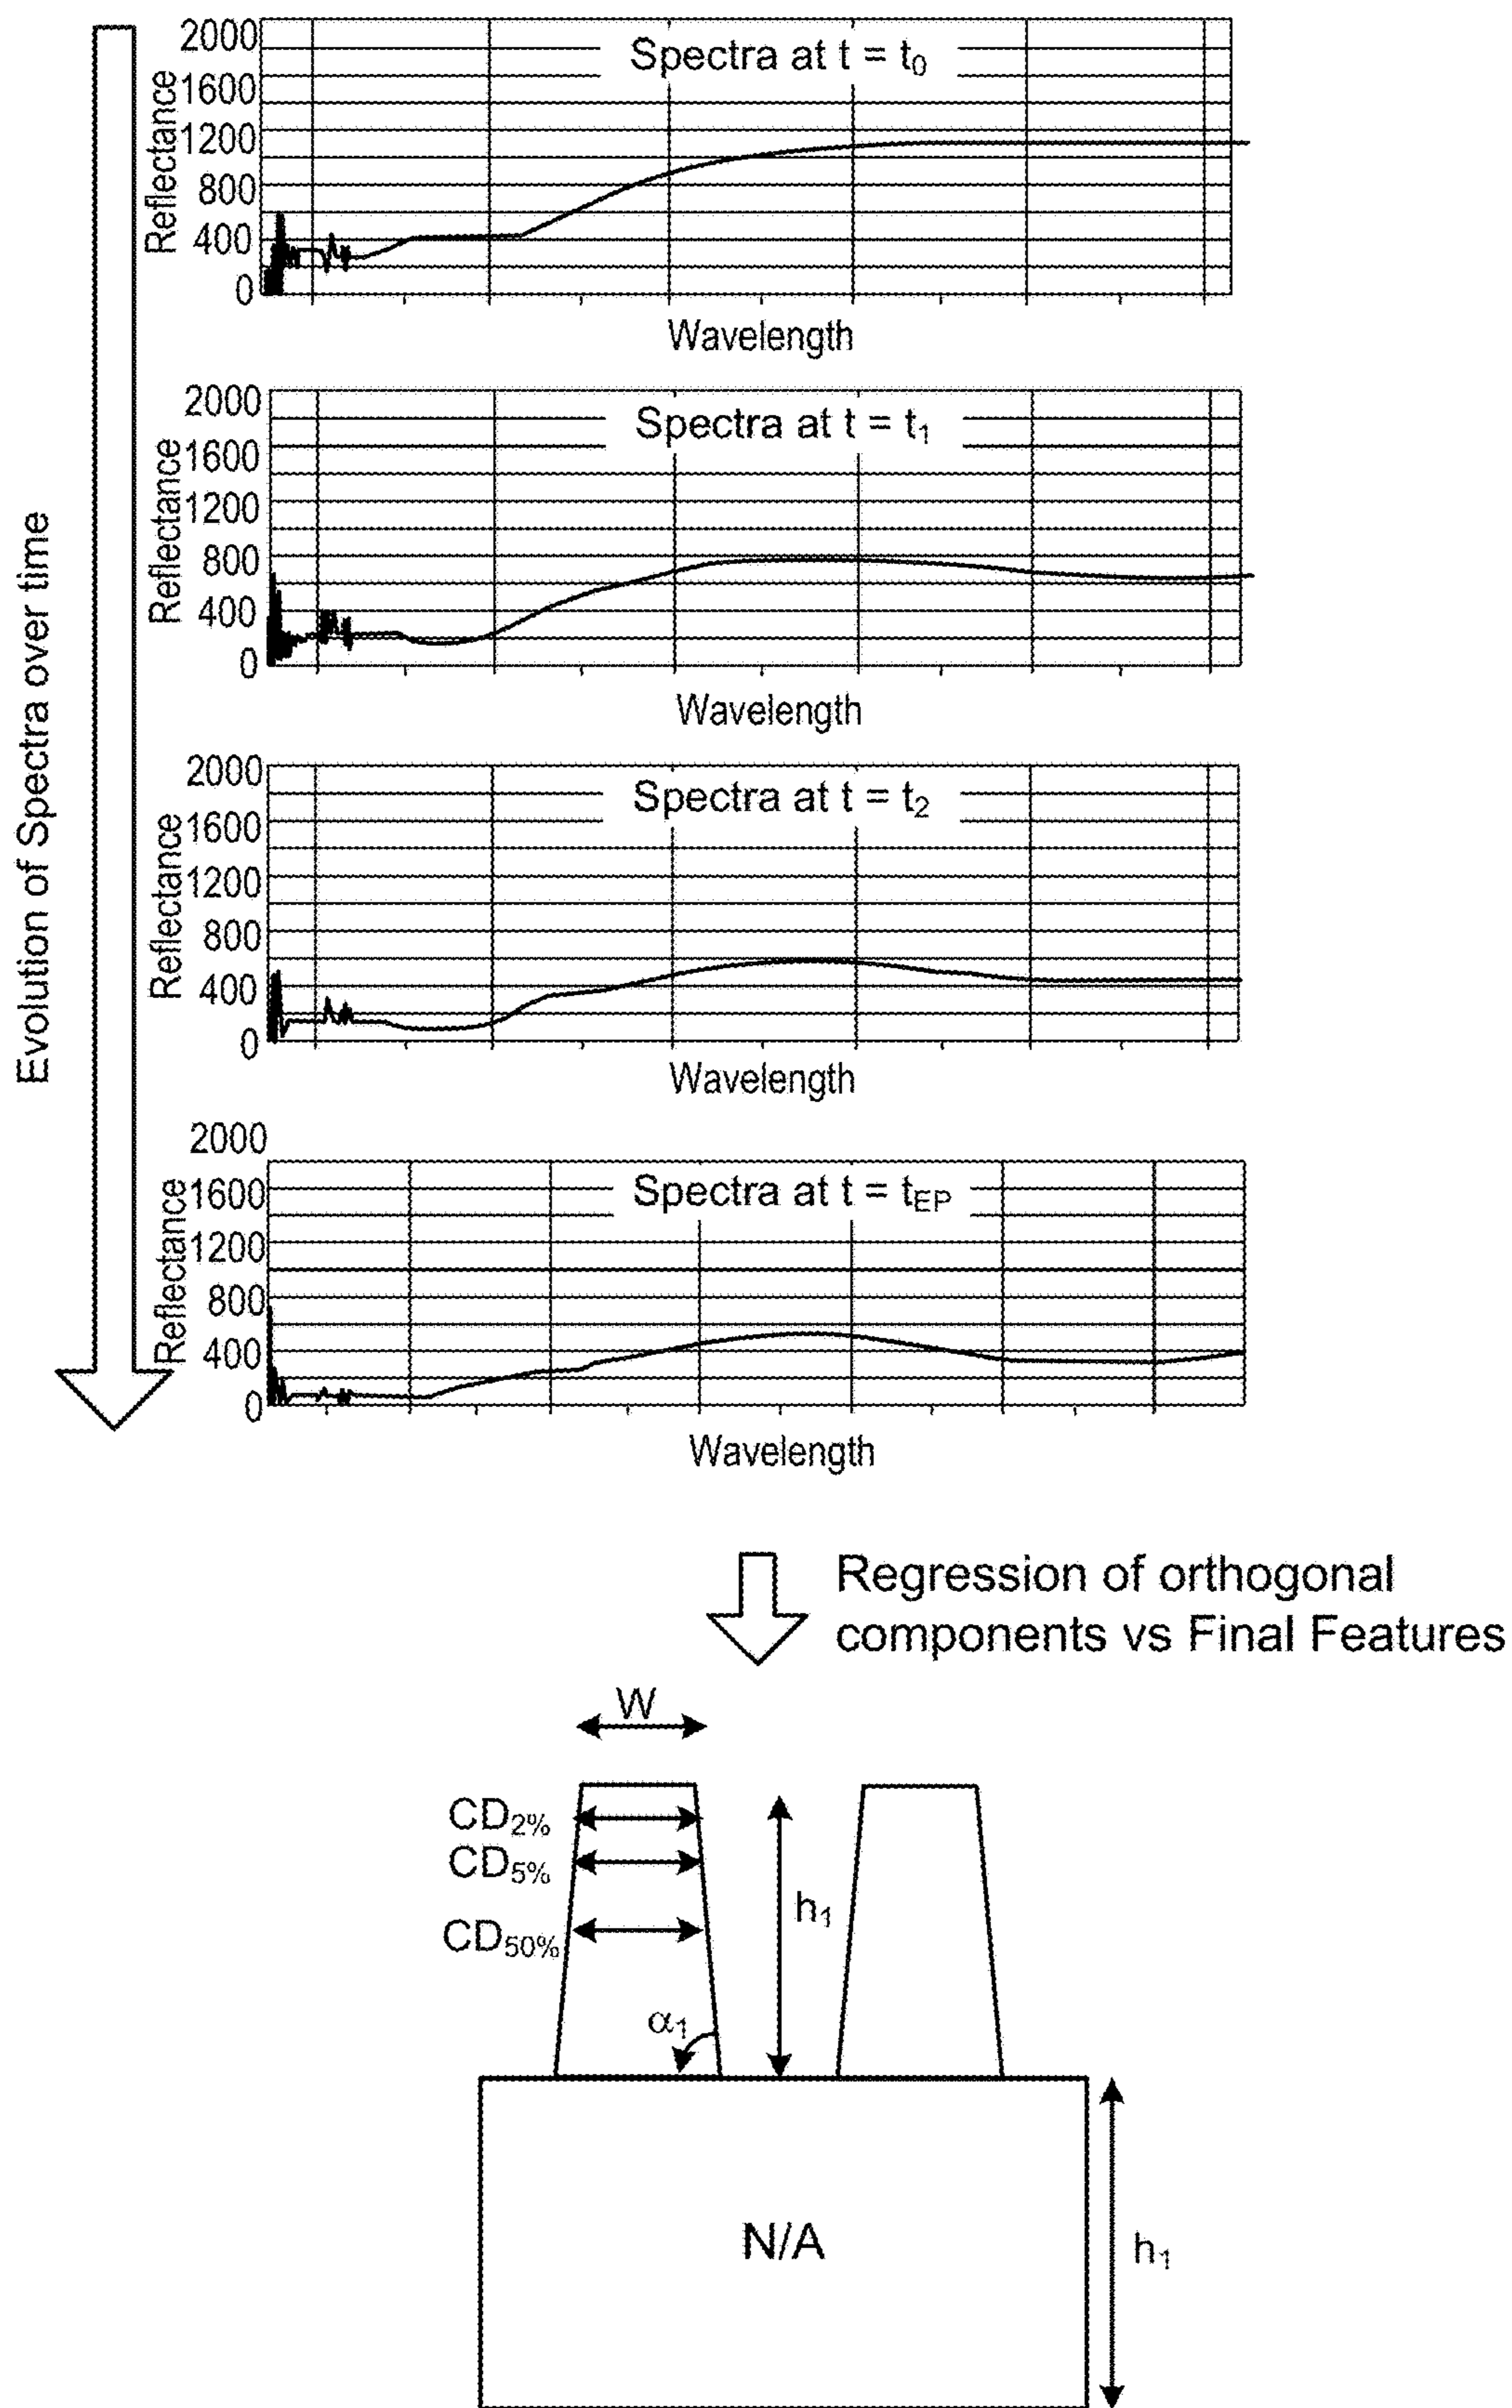 Evolution of Spectra over time
Spectra at t = t0
Reflectance
2000
1600
1200
800
400
0
Wavelength
Spectra at t = t1
Reflectance
2000
1600
1200
800
400
0
Wavelength
Spectra at t = t2
Reflectance
2000
1600
1200
800
400
0
Wavelength
Spectra at t = tEP
Reflectance
2000
1600
1200
800
400
0
Wavelength
Regression of orthogonal
components vs Final Features
W
CD2%
CD5%
CD50%
h1
α1
N/A
h1